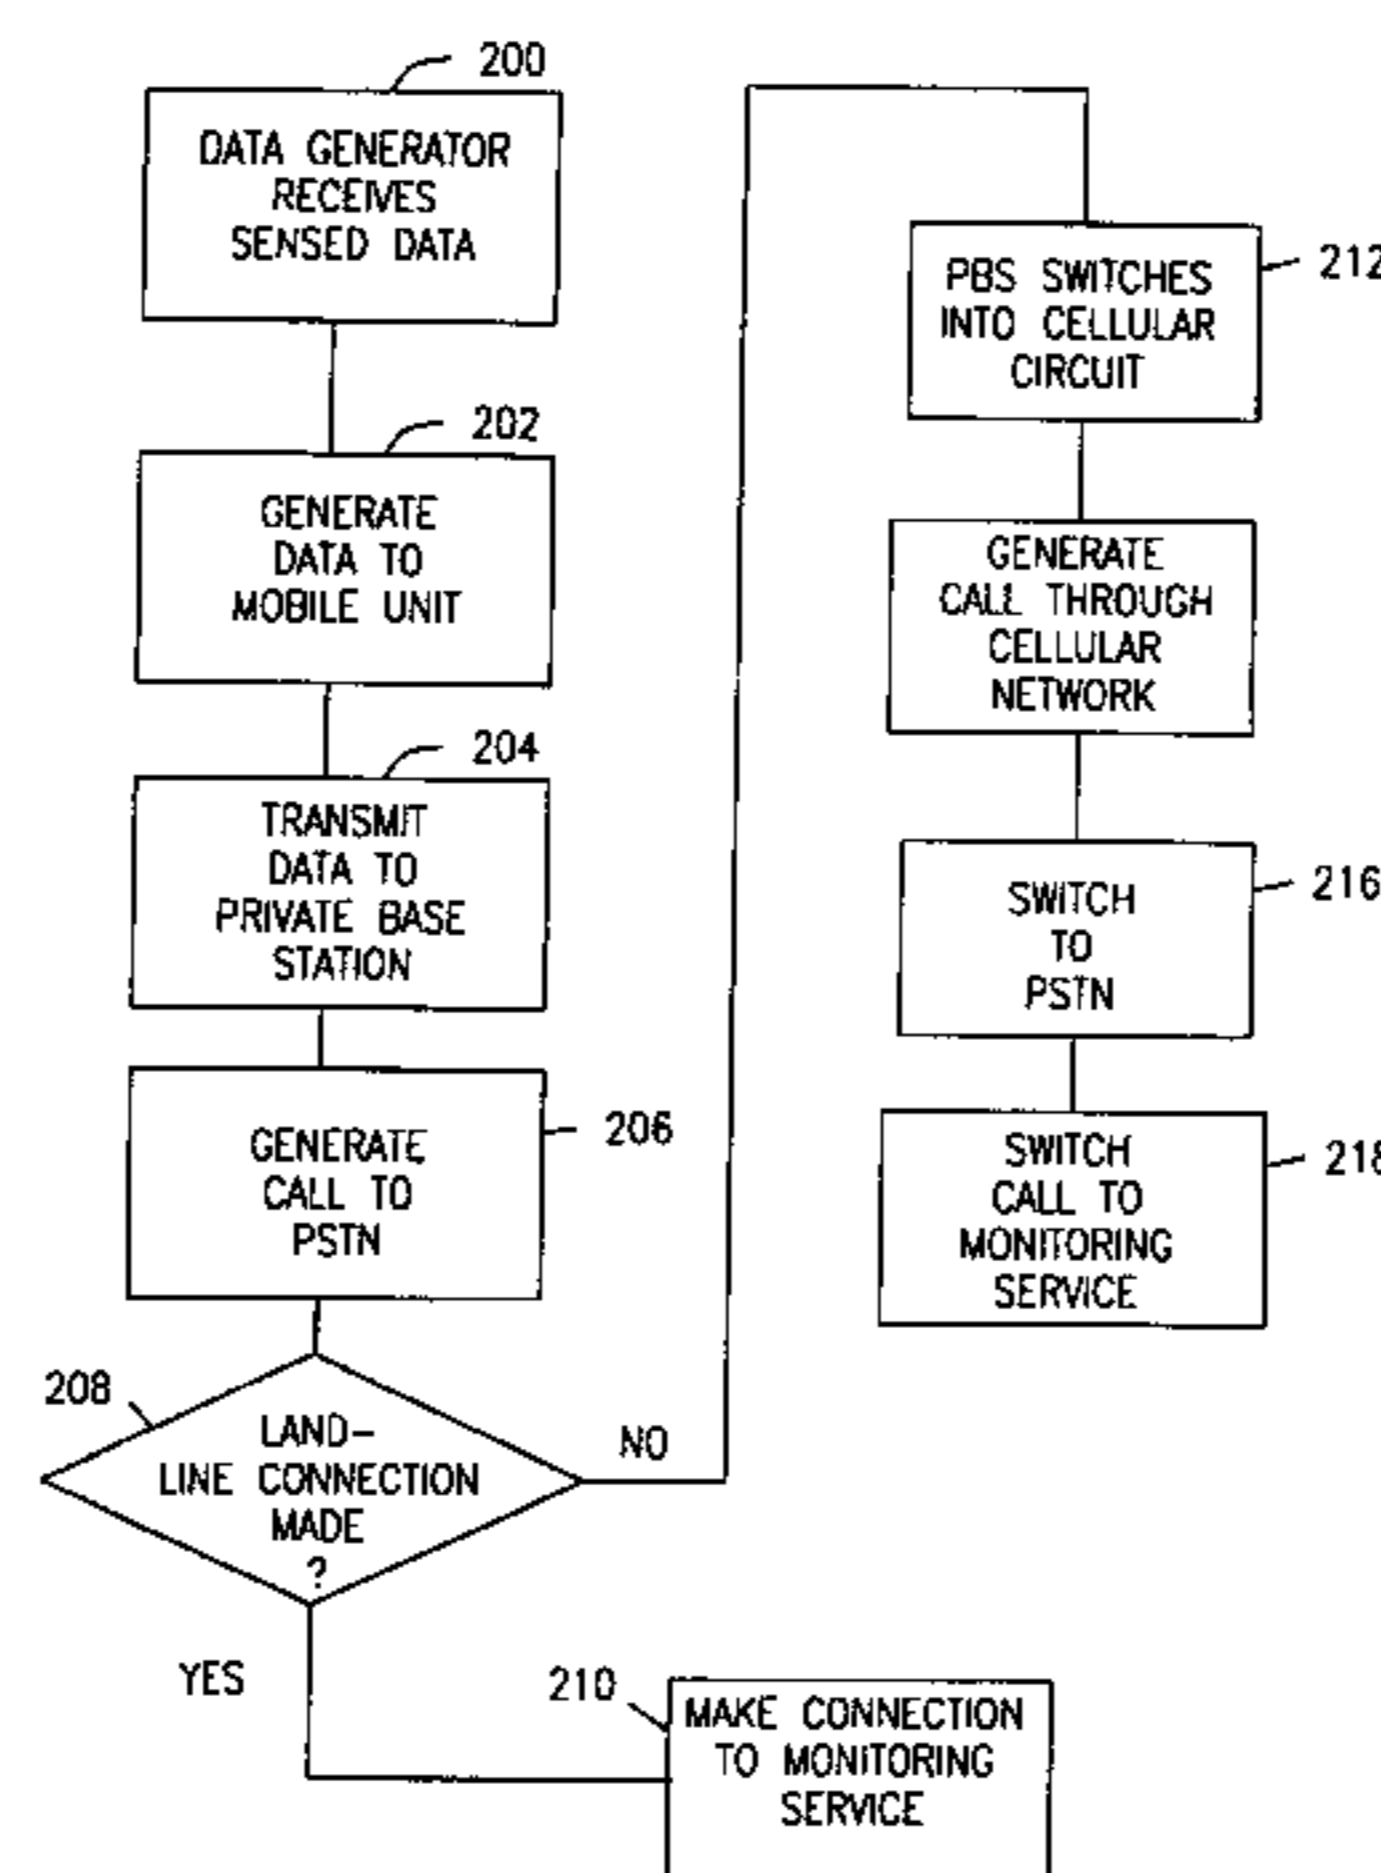 200
DATA GENERATOR
RECEIVES
SENSED DATA
202
GENERATE
DATA TO
MOBILE UNIT
204
TRANSMIT
DATA TO
PRIVATE BASE
STATION
206
GENERATE
CALL TO
PSTN
208
LAND-
LINE CONNECTION
MADE
?
NO
YES
210
MAKE CONNECTION
TO MONITORING
SERVICE
212
PBS SWITCHES
INTO CELLULAR
CIRCUIT
GENERATE
CALL THROUGH
CELLULAR
NETWORK
216
SWITCH
TO
PSTN
218
SWITCH
CALL TO
MONITORING
SERVICE